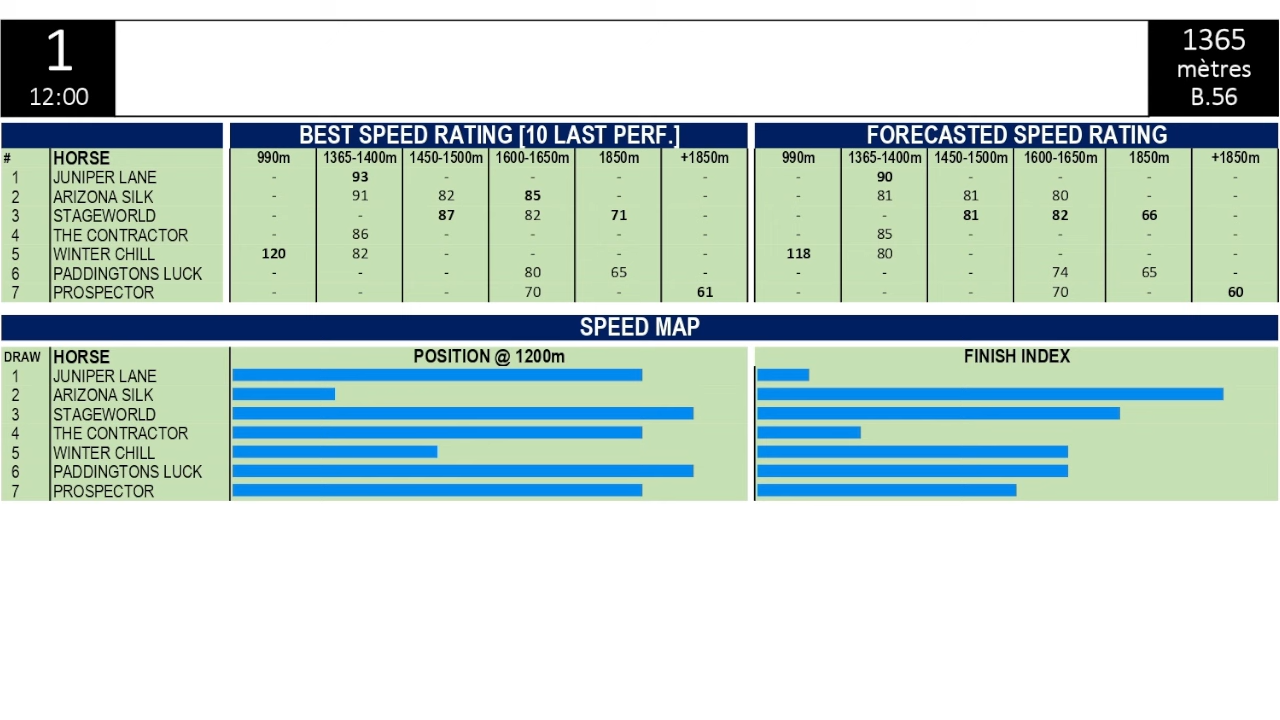 1
12:00
1365
mètres
B.56
BEST SPEED RATING [10 LAST PERF.] FORECASTED SPEED RATING
# HORSE 990m 1365-1400m 1450-1500m 1600-1650m 1850m +1850m 990m 1365-1400m 1450-1500m 1600-1650m 1850m +1850m
1 JUNIPER LANE - 93 - - - - - 90 - - - -
2 ARIZONA SILK - 91 82 85 - - - 81 81 80 - -
3 STAGEWORLD - - 87 82 71 - - - 81 82 66 -
4 THE CONTRACTOR - 86 - - - - - 85 - - - -
5 WINTER CHILL 120 82 - - - - 118 80 - - - -
6 PADDINGTONS LUCK - - - 80 65 - - - - 74 65 -
7 PROSPECTOR - - - 70 - 61 - - - 70 - 60
SPEED MAP
DRAW HORSE POSITION @ 1200m FINISH INDEX
1 JUNIPER LANE
2 ARIZONA SILK
3 STAGEWORLD
4 THE CONTRACTOR
5 WINTER CHILL
6 PADDINGTONS LUCK
7 PROSPECTOR